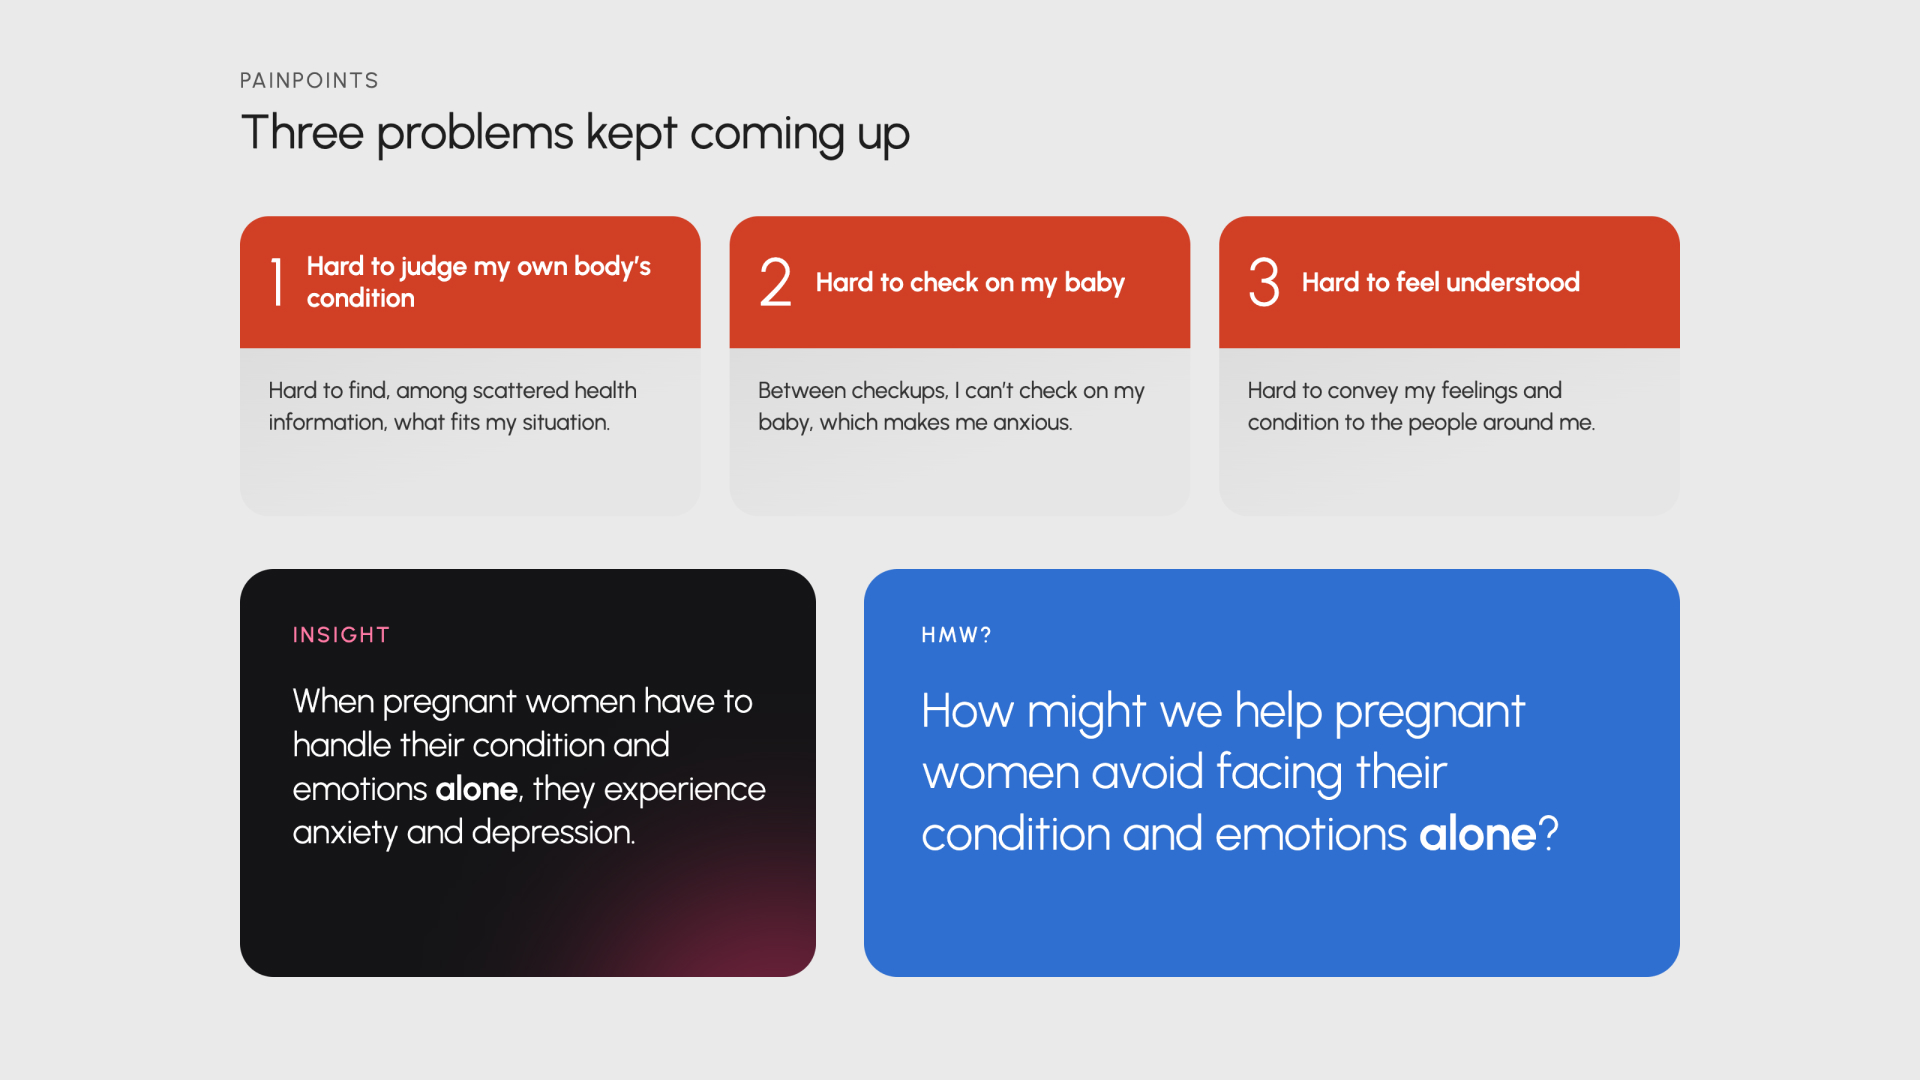 PAINPOINTS
Three problems kept coming up
1
Hard to judge my own body’s
condition
Hard to find, among scattered health
information, what fits my situation.
2
Hard to check on my baby
Between checkups, I can’t check on my
baby, which makes me anxious.
3
Hard to feel understood
Hard to convey my feelings and
condition to the people around me.
INSIGHT
When pregnant women have to
handle their condition and
emotions alone, they experience
anxiety and depression.
HMW?
How might we help pregnant
women avoid facing their
condition and emotions alone?